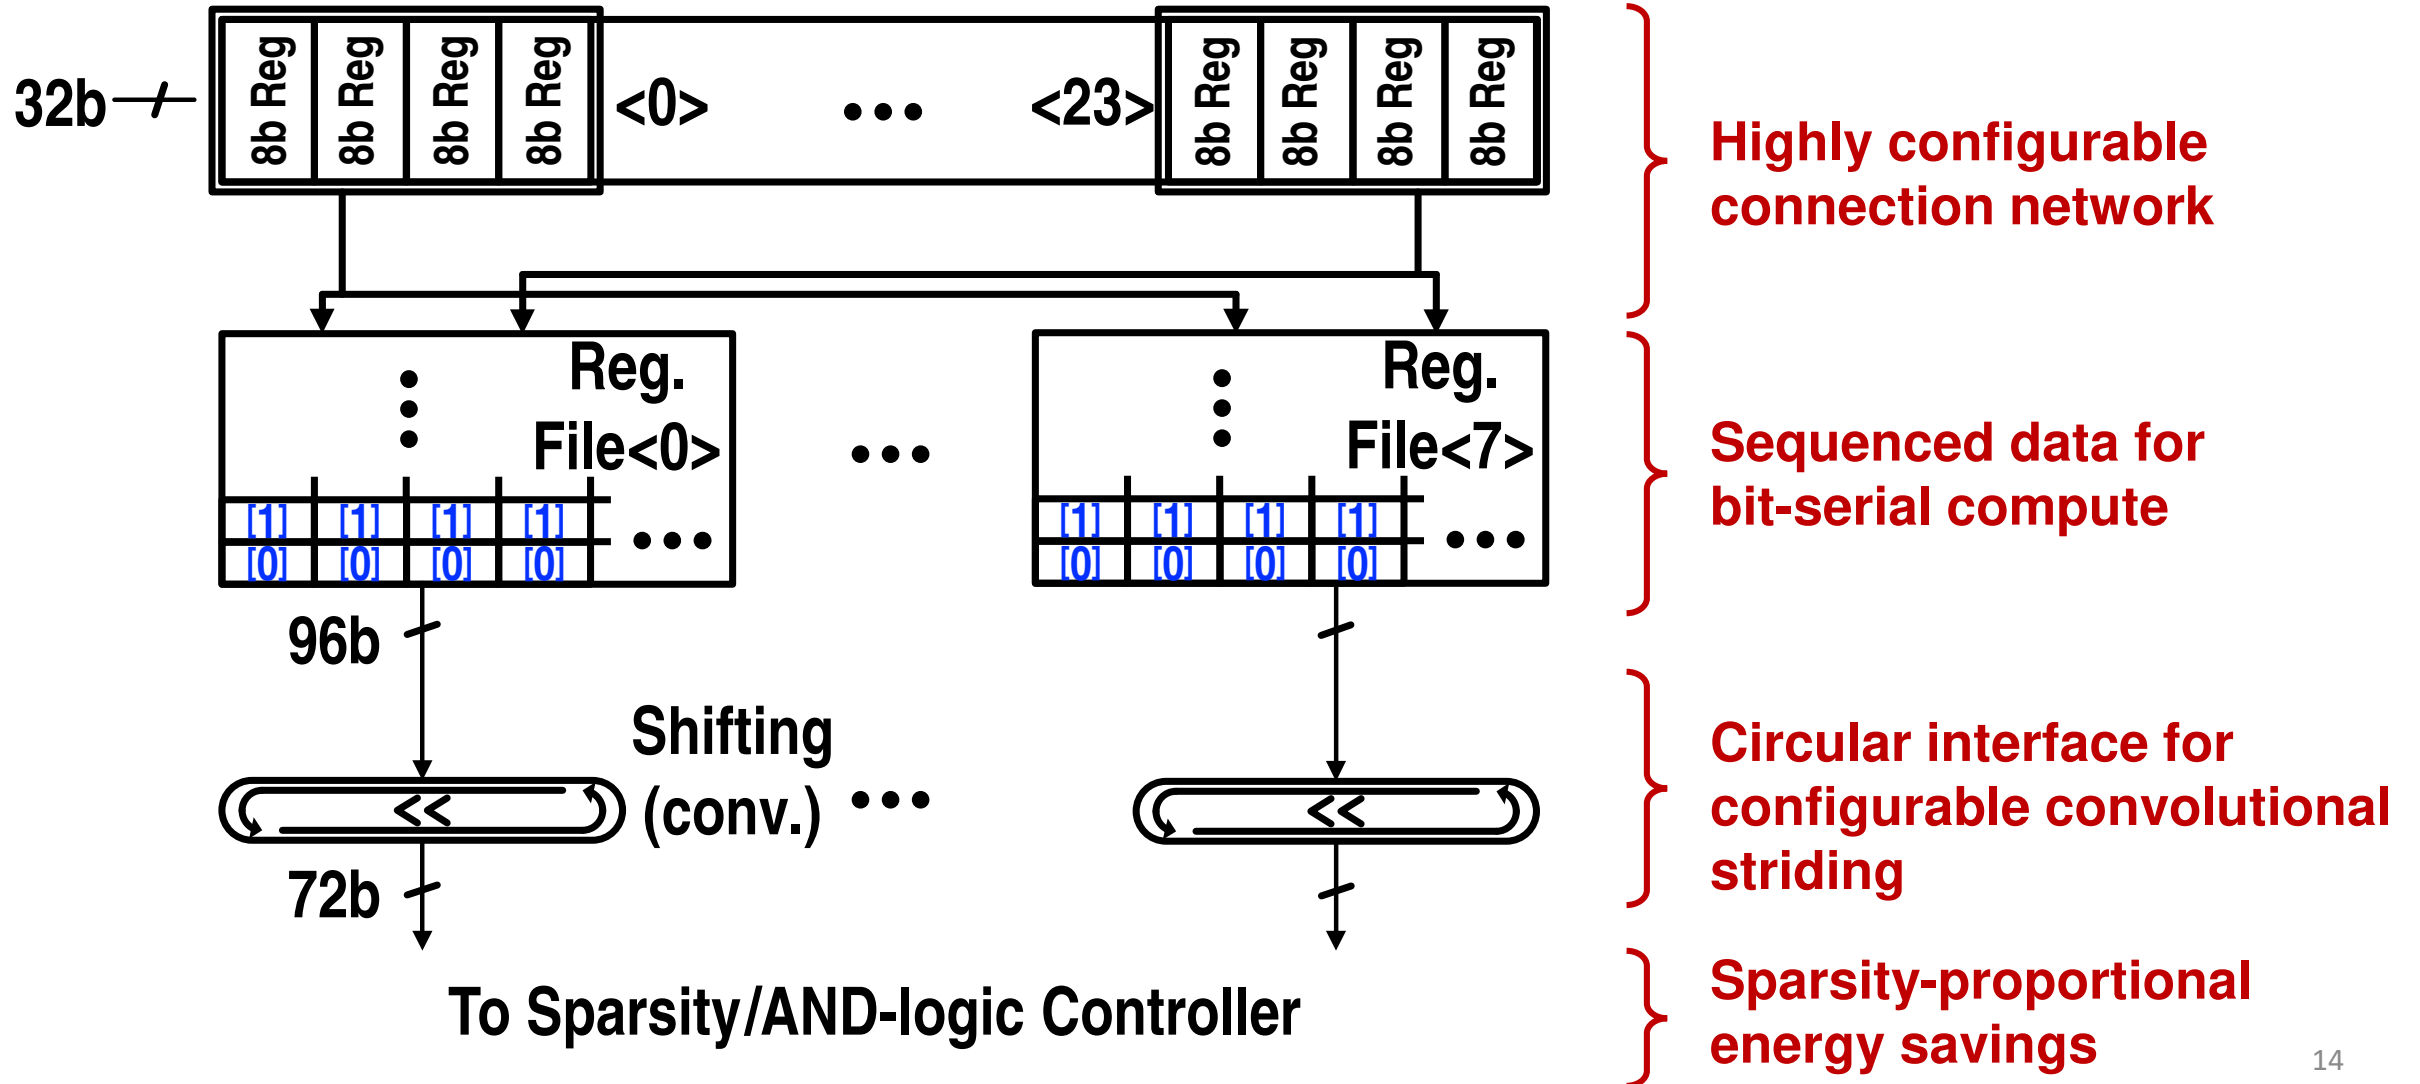 32b
8b Reg
8b Reg
8b Reg
8b Reg
<0>
<23>
8b Reg
8b Reg
8b Reg
8b Reg
Highly configurable
connection network
Reg.
File<0>
[1] [1] [1] [1]
[0] [0] [0] [0]
Reg.
File<7>
[1] [1] [1] [1]
[0] [0] [0] [0]
Sequenced data for
bit-serial compute
96b
Shifting
(conv.)
<<
<<
72b
Circular interface for
configurable convolutional
striding
To Sparsity/AND-logic Controller
Sparsity-proportional
energy savings
14